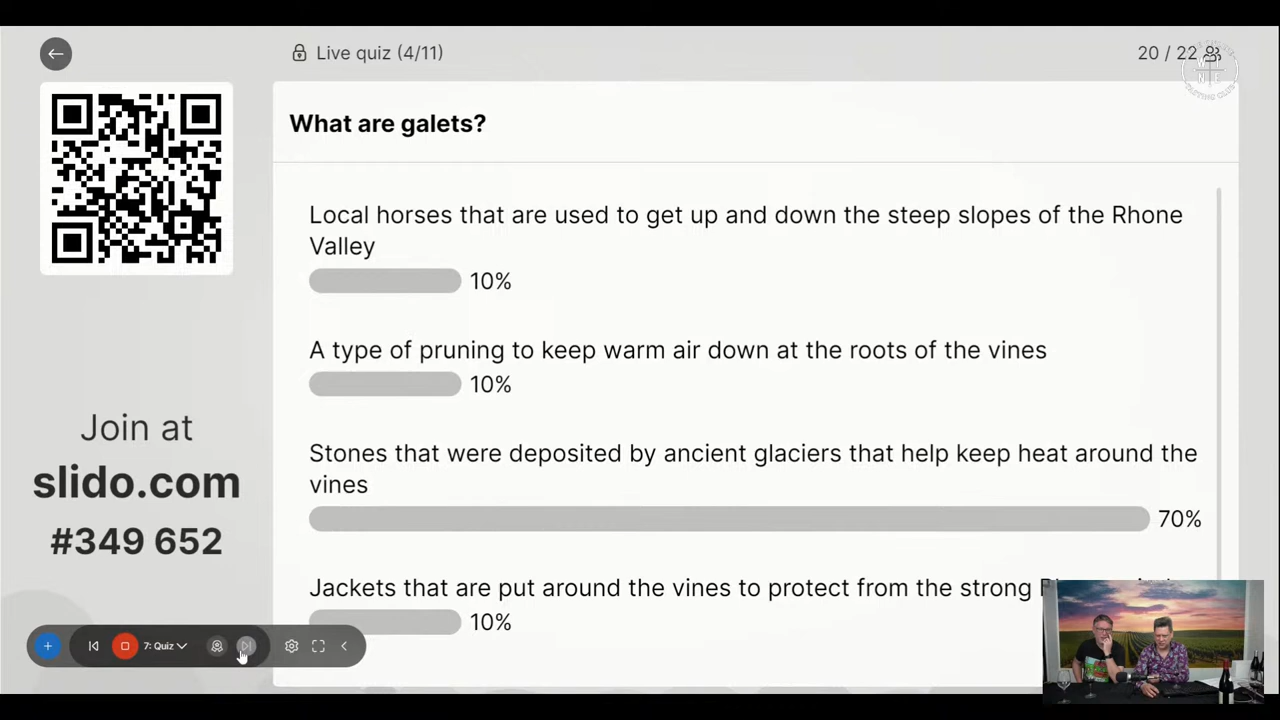 Live quiz (4/11)
20 / 22
What are galets?
Local horses that are used to get up and down the steep slopes of the Rhone
Valley
10%
A type of pruning to keep warm air down at the roots of the vines
10%
Stones that were deposited by ancient glaciers that help keep heat around the
vines
70%
Jackets that are put around the vines to protect from the strong
10%
Join at
slido.com
#349 652
7: Quiz